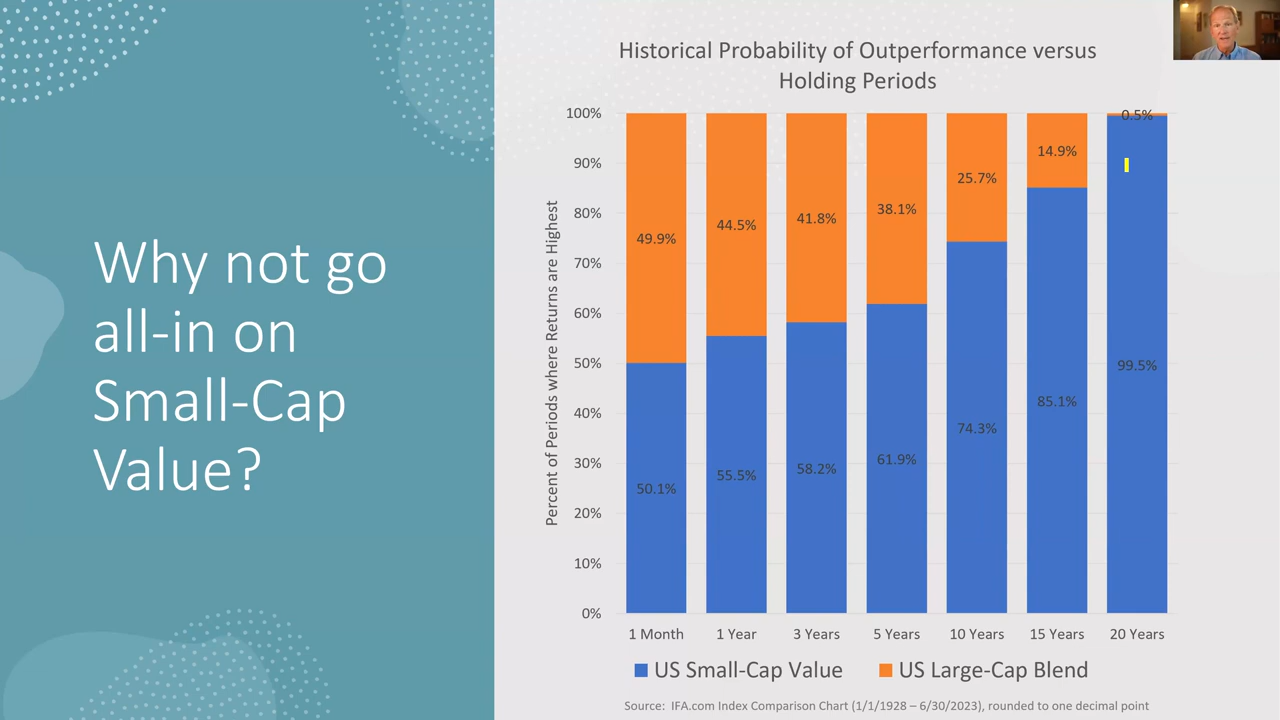 Why not go
all-in on
Small-Cap
Value?
Historical Probability of Outperformance versus
Holding Periods
Percent of Periods where Returns are Highest
100%
90%
80%
70%
60%
50%
40%
30%
20%
10%
0%
49.9%
44.5%
41.8%
38.1%
25.7%
14.9%
0.5%
50.1%
55.5%
58.2%
61.9%
74.3%
85.1%
99.5%
1 Month
1 Year
3 Years
5 Years
10 Years
15 Years
20 Years
US Small-Cap Value
US Large-Cap Blend
Source: IFA.com Index Comparison Chart (1/1/1928 – 6/30/2023), rounded to one decimal point